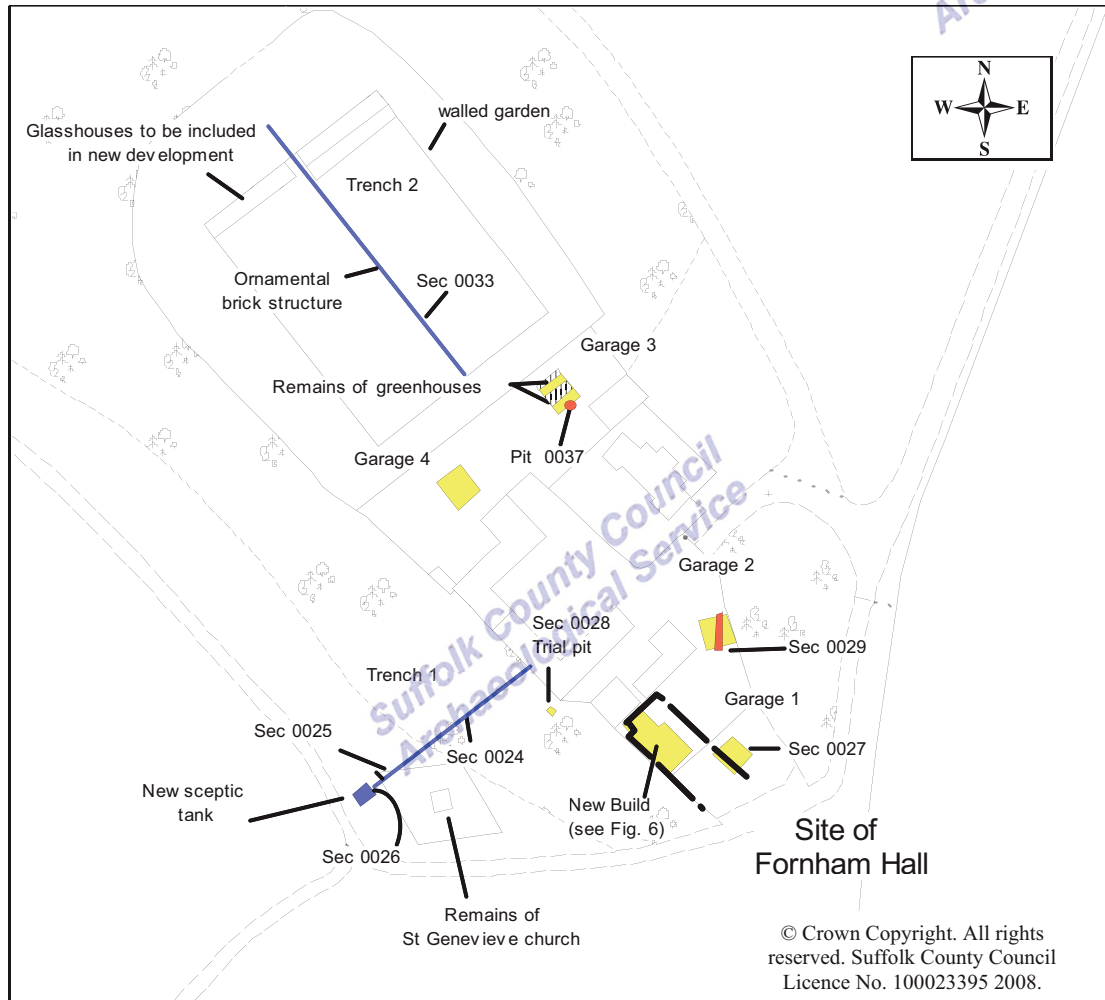 Ar
N
W
E
S
walled garden
Glasshouses to be included
in new development
Trench 2
Ornamental
brick structure
Sec 0033
Garage 3
Remains of greenhouses
Garage 4
Pit 0037
Suffolk County Council
Archaeological Service
Garage 2
Sec 0028
Trial pit
Sec 0029
Trench 1
Garage 1
Sec 0025
Sec 0024
Sec 0027
New sceptic
tank
New Build
(see Fig. 6)
Sec 0026
Site of
Fornham Hall
Remains of
St Genevieve church
© Crown Copyright. All rights
reserved. Suffolk County Council
Licence No. 100023395 2008.